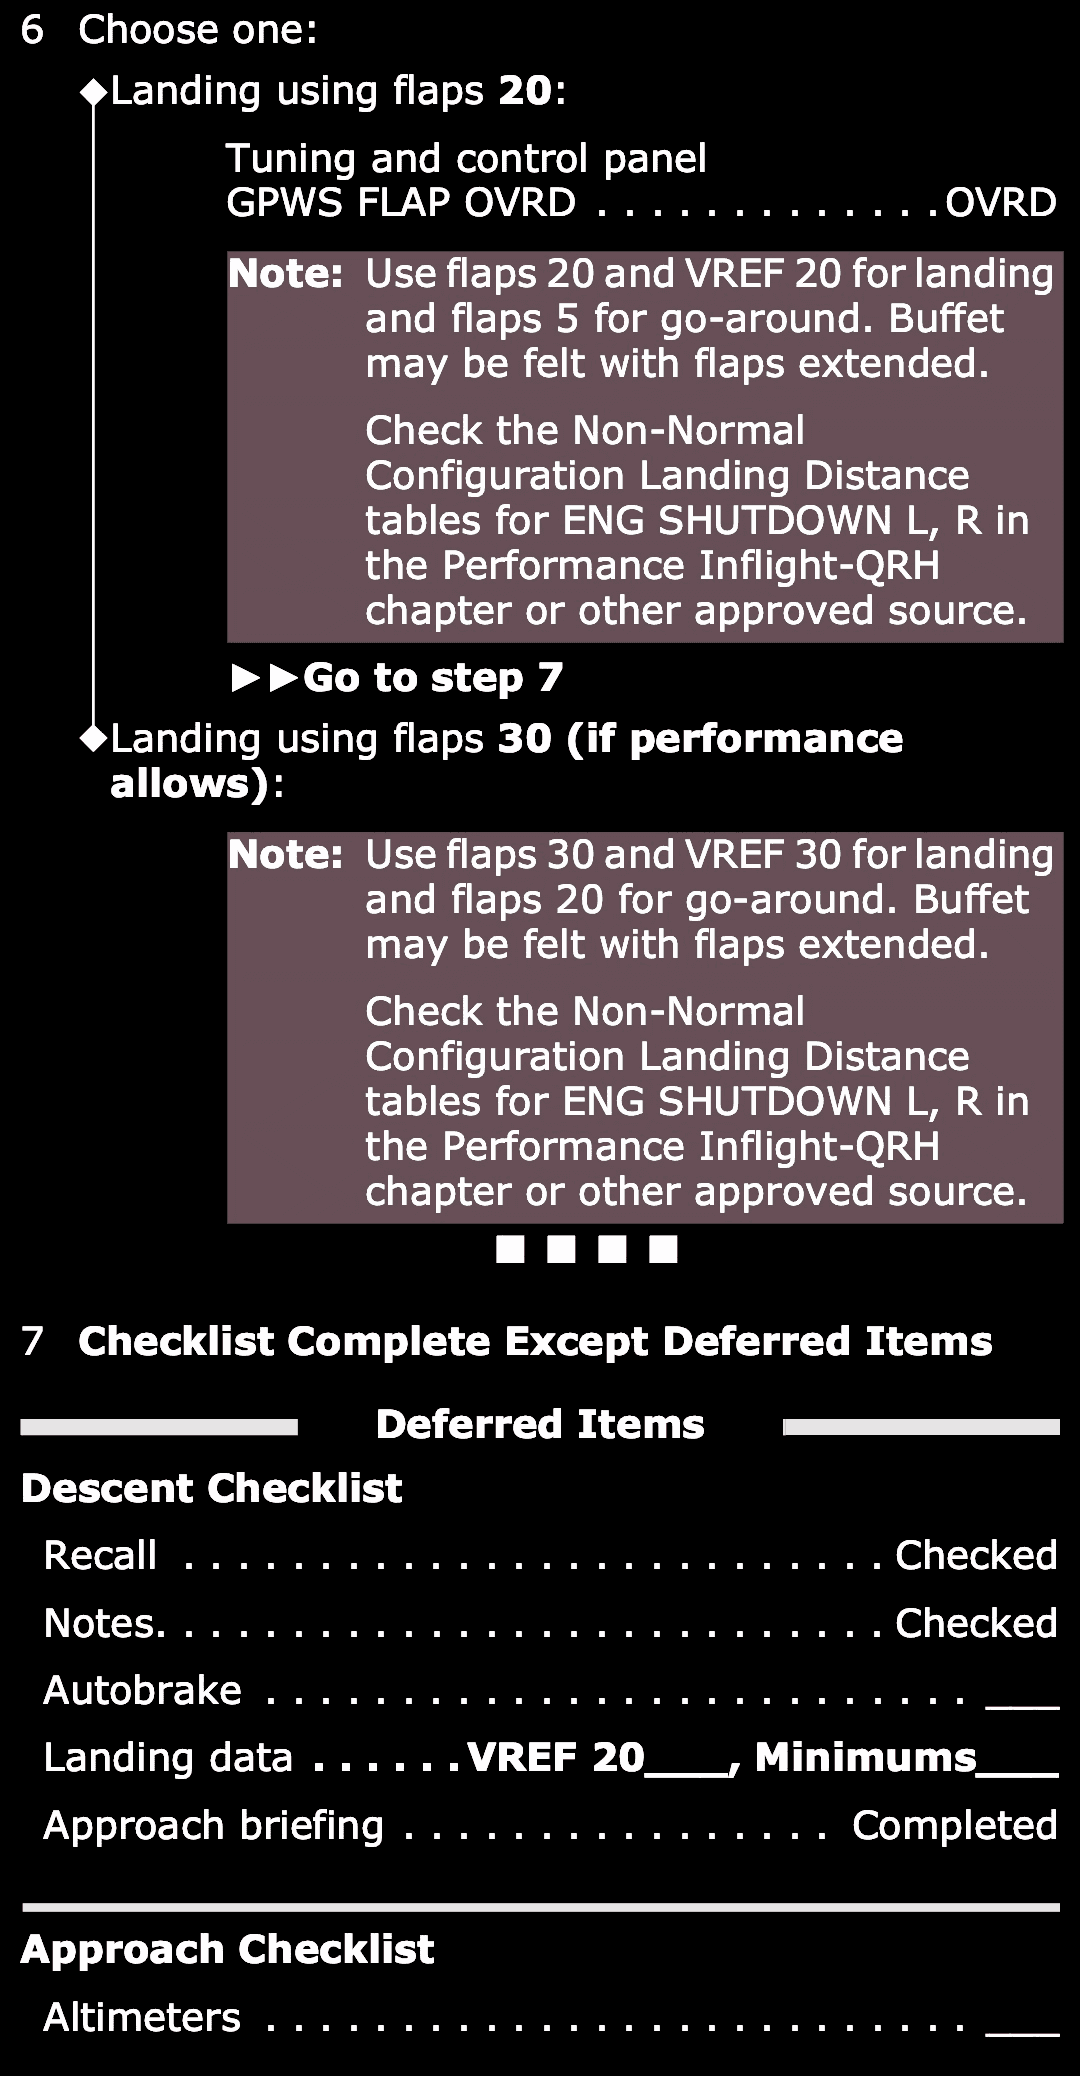 6 Choose one:
◆Landing using flaps 20:
Tuning and control panel
GPWS FLAP OVRD . . . . . . . . . . . . . OVRD
Note: Use flaps 20 and VREF 20 for landing
and flaps 5 for go-around. Buffet
may be felt with flaps extended.
Check the Non-Normal
Configuration Landing Distance
tables for ENG SHUTDOWN L, R in
the Performance Inflight-QRH
chapter or other approved source.
►►Go to step 7
◆Landing using flaps 30 (if performance
allows):
Note: Use flaps 30 and VREF 30 for landing
and flaps 20 for go-around. Buffet
may be felt with flaps extended.
Check the Non-Normal
Configuration Landing Distance
tables for ENG SHUTDOWN L, R in
the Performance Inflight-QRH
chapter or other approved source.
■ ■ ■ ■
7 Checklist Complete Except Deferred Items
Deferred Items
Descent Checklist
Recall . . . . . . . . . . . . . . . . . . . . . . . . . . Checked
Notes. . . . . . . . . . . . . . . . . . . . . . . . . . . Checked
Autobrake . . . . . . . . . . . . . . . . . . . . . . . . . . ___
Landing data . . . . . . VREF 20___, Minimums___
Approach briefing . . . . . . . . . . . . . . . . Completed
Approach Checklist
Altimeters . . . . . . . . . . . . . . . . . . . . . . . . . . ___